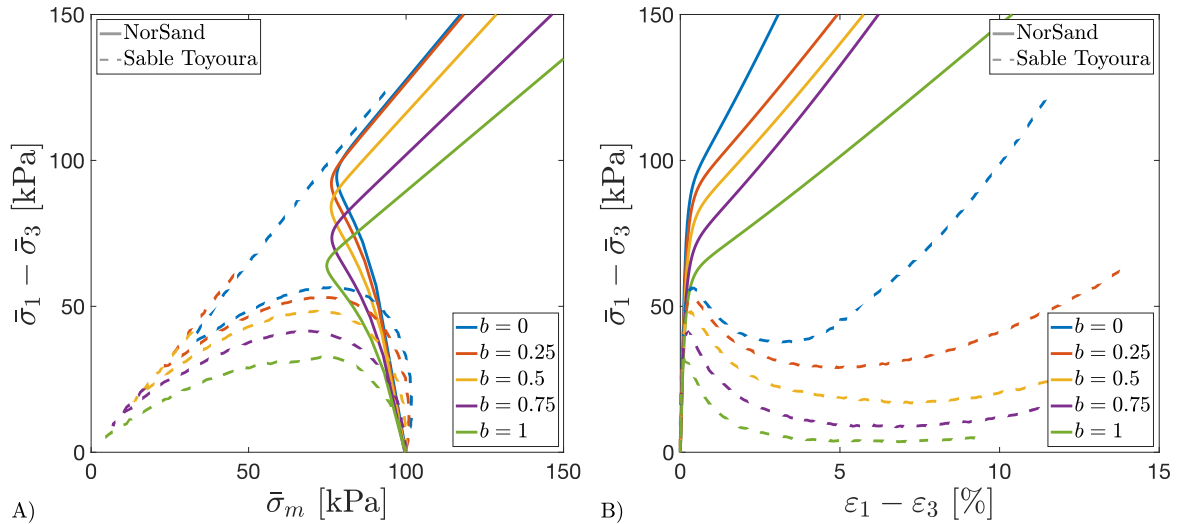 150
100
50
0
σ̄₁ − σ̄₃ [kPa]
NorSand
Sable Toyoura
b = 0
b = 0.25
b = 0.5
b = 0.75
b = 1
0 50 100 150
A) σ̄ₘ [kPa]
150
100
50
0
σ̄₁ − σ̄₃ [kPa]
NorSand
Sable Toyoura
b = 0
b = 0.25
b = 0.5
b = 0.75
b = 1
0 5 10 15
B) ε₁ − ε₃ [%]